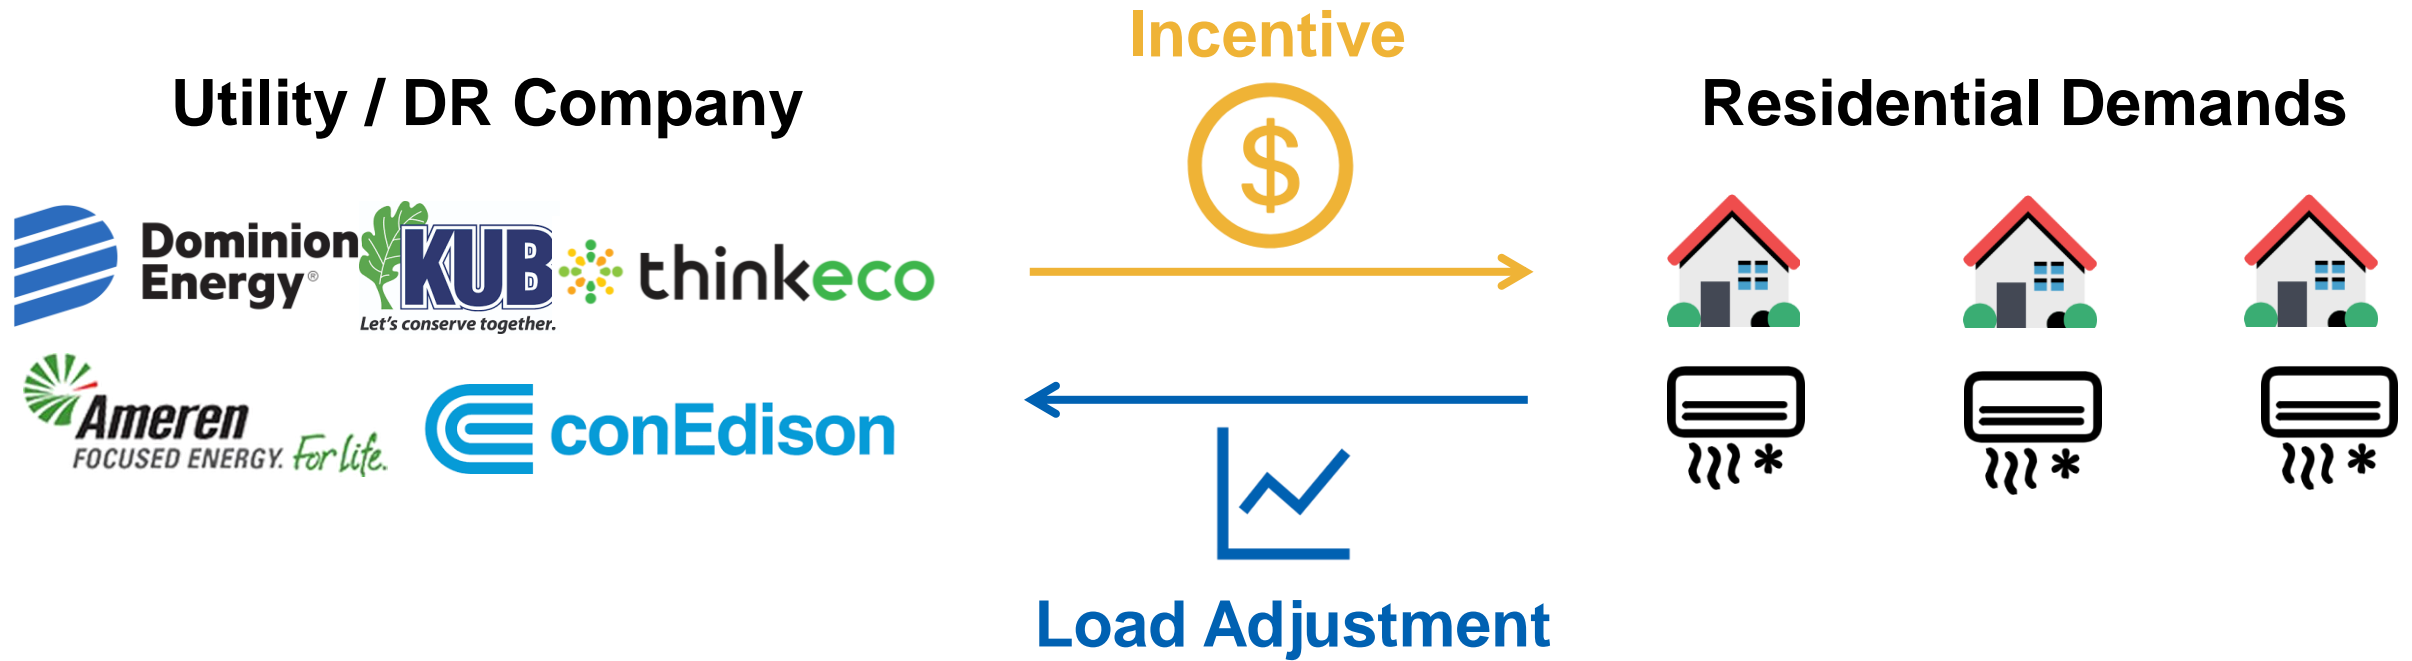 Incentive
Utility / DR Company
Residential Demands
$
Dominion
Energy®
KUB
Let's conserve together.
thinkeco
Ameren
FOCUSED ENERGY. For life.
conEdison
Load Adjustment